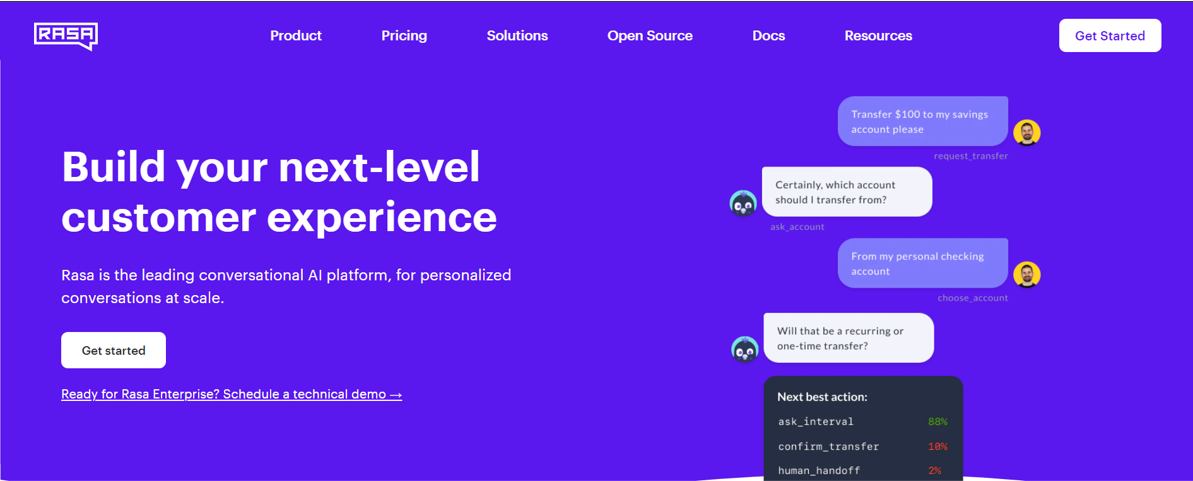 RASA
Product
Pricing
Solutions
Open Source
Docs
Resources
Get Started
Build your next-level
customer experience
Rasa is the leading conversational AI platform, for personalized
conversations at scale.
Get started
Ready for Rasa Enterprise? Schedule a technical demo →
Transfer $100 to my savings
account please
request_transfer
Certainly, which account
should I transfer from?
ask_account
From my personal checking
account
choose_account
Will that be a recurring or
one-time transfer?
Next best action:
ask_interval 88%
confirm_transfer 10%
human_handoff 2%